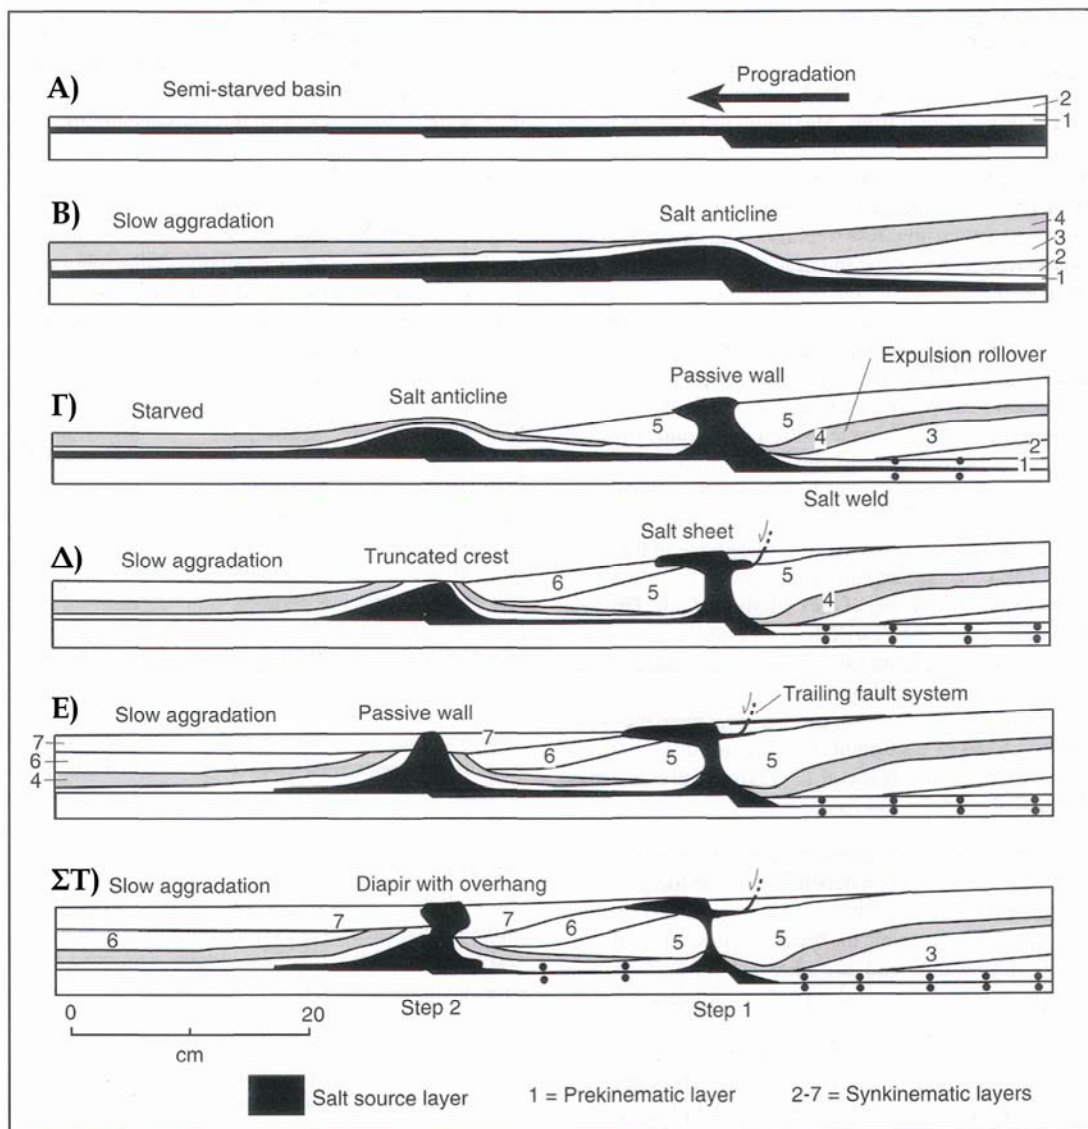 A)
Semi-starved basin
Progradation
2
1
B)
Slow aggradation
Salt anticline
4
3
2
1
Γ)
Starved
Salt anticline
Passive wall
Expulsion rollover
5
5
4
3
2
1
Salt weld
Δ)
Slow aggradation
Truncated crest
Salt sheet
6
5
5
4
E)
Slow aggradation
Passive wall
Trailing fault system
7
6
4
7
6
5
5
ΣΤ)
Slow aggradation
Diapir with overhang
6
7
7
6
5
5
3
Step 2
Step 1
0
20
cm
Salt source layer
1 = Prekinematic layer
2-7 = Synkinematic layers